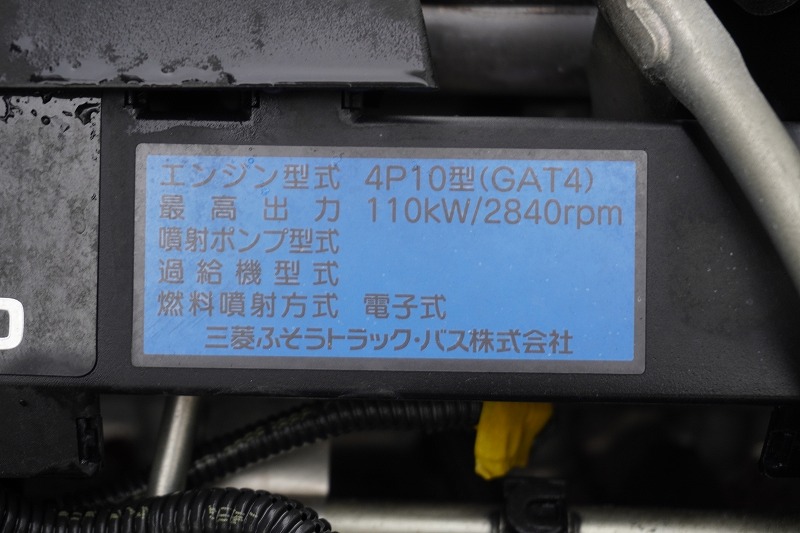 エンジン型式 4P10型(GAT4)
最高出力 110kW/2840rpm
噴射ポンプ型式
過給機型式
燃料噴射方式 電子式
三菱ふそうトラック・バス株式会社